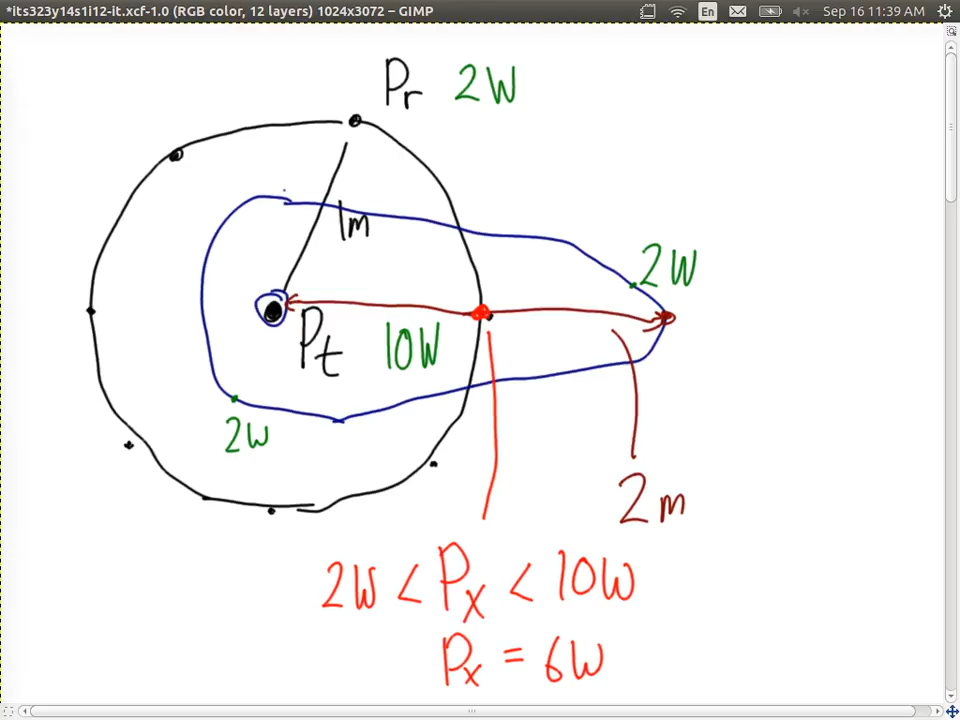 *its323y14s1i12-it.xcf-1.0 (RGB color, 12 layers) 1024x3072 – GIMP
En
Sep 16 11:39 AM
Pr 2W
1m
2W
Pt 10W
2W
2m
2W < Px < 10W
Px = 6W